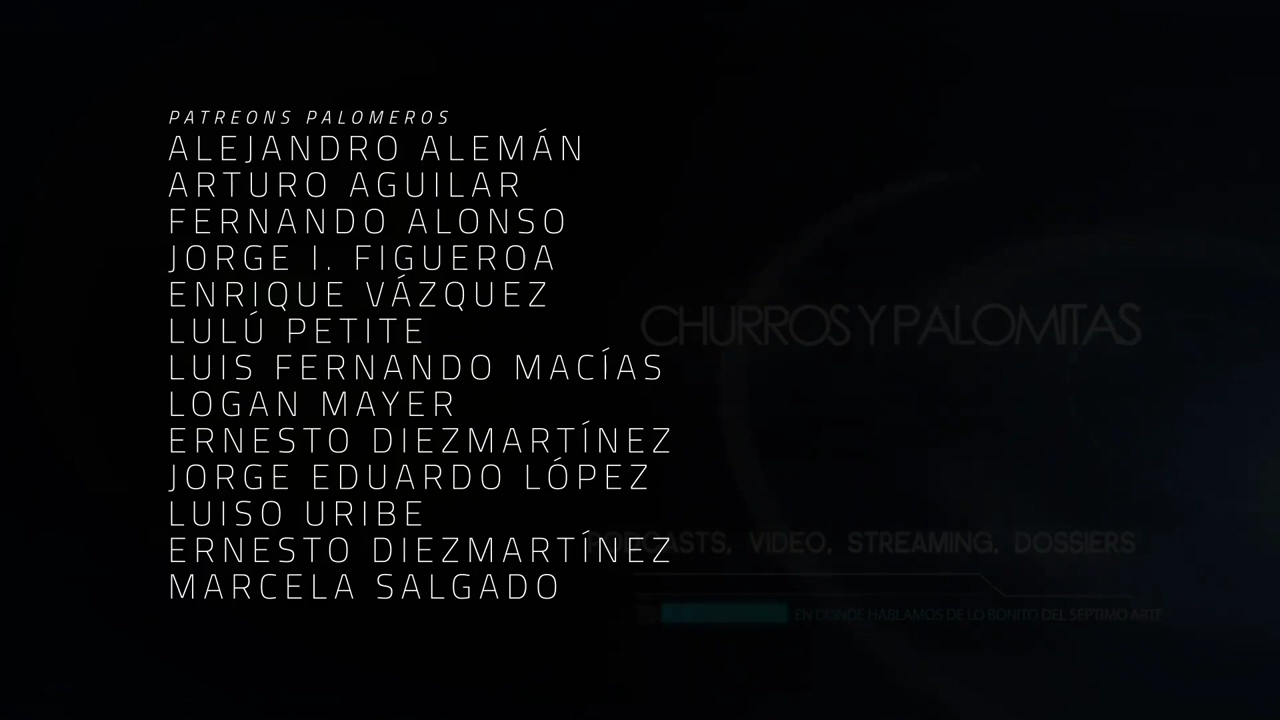 PATREONS PALOMEROS
ALEJANDRO ALEMÁN
ARTURO AGUILAR
FERNANDO ALONSO
JORGE I. FIGUEROA
ENRIQUE VÁZQUEZ
LULÚ PETITE
LUIS FERNANDO MACÍAS
LOGAN MAYER
ERNESTO DIEZMARTÍNEZ
JORGE EDUARDO LÓPEZ
LUISO URIBE
ERNESTO DIEZMARTÍNEZ
MARCELA SALGADO
CHURROS Y PALOMITAS
PODCASTS, VIDEO, STREAMING, DOSSIERS
EN DONDE HABLAMOS DE LO BONITO DEL SÉPTIMO ARTE